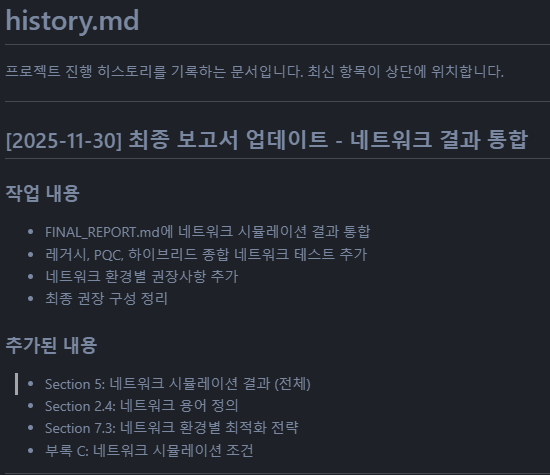 history.md
프로젝트 진행 히스토리를 기록하는 문서입니다. 최신 항목이 상단에 위치합니다.
[2025-11-30] 최종 보고서 업데이트 - 네트워크 결과 통합
작업 내용
• FINAL_REPORT.md에 네트워크 시뮬레이션 결과 통합
• 레거시, PQC, 하이브리드 종합 네트워크 테스트 추가
• 네트워크 환경별 권장사항 추가
• 최종 권장 구성 정리
추가된 내용
• Section 5: 네트워크 시뮬레이션 결과 (전체)
• Section 2.4: 네트워크 용어 정의
• Section 7.3: 네트워크 환경별 최적화 전략
• 부록 C: 네트워크 시뮬레이션 조건